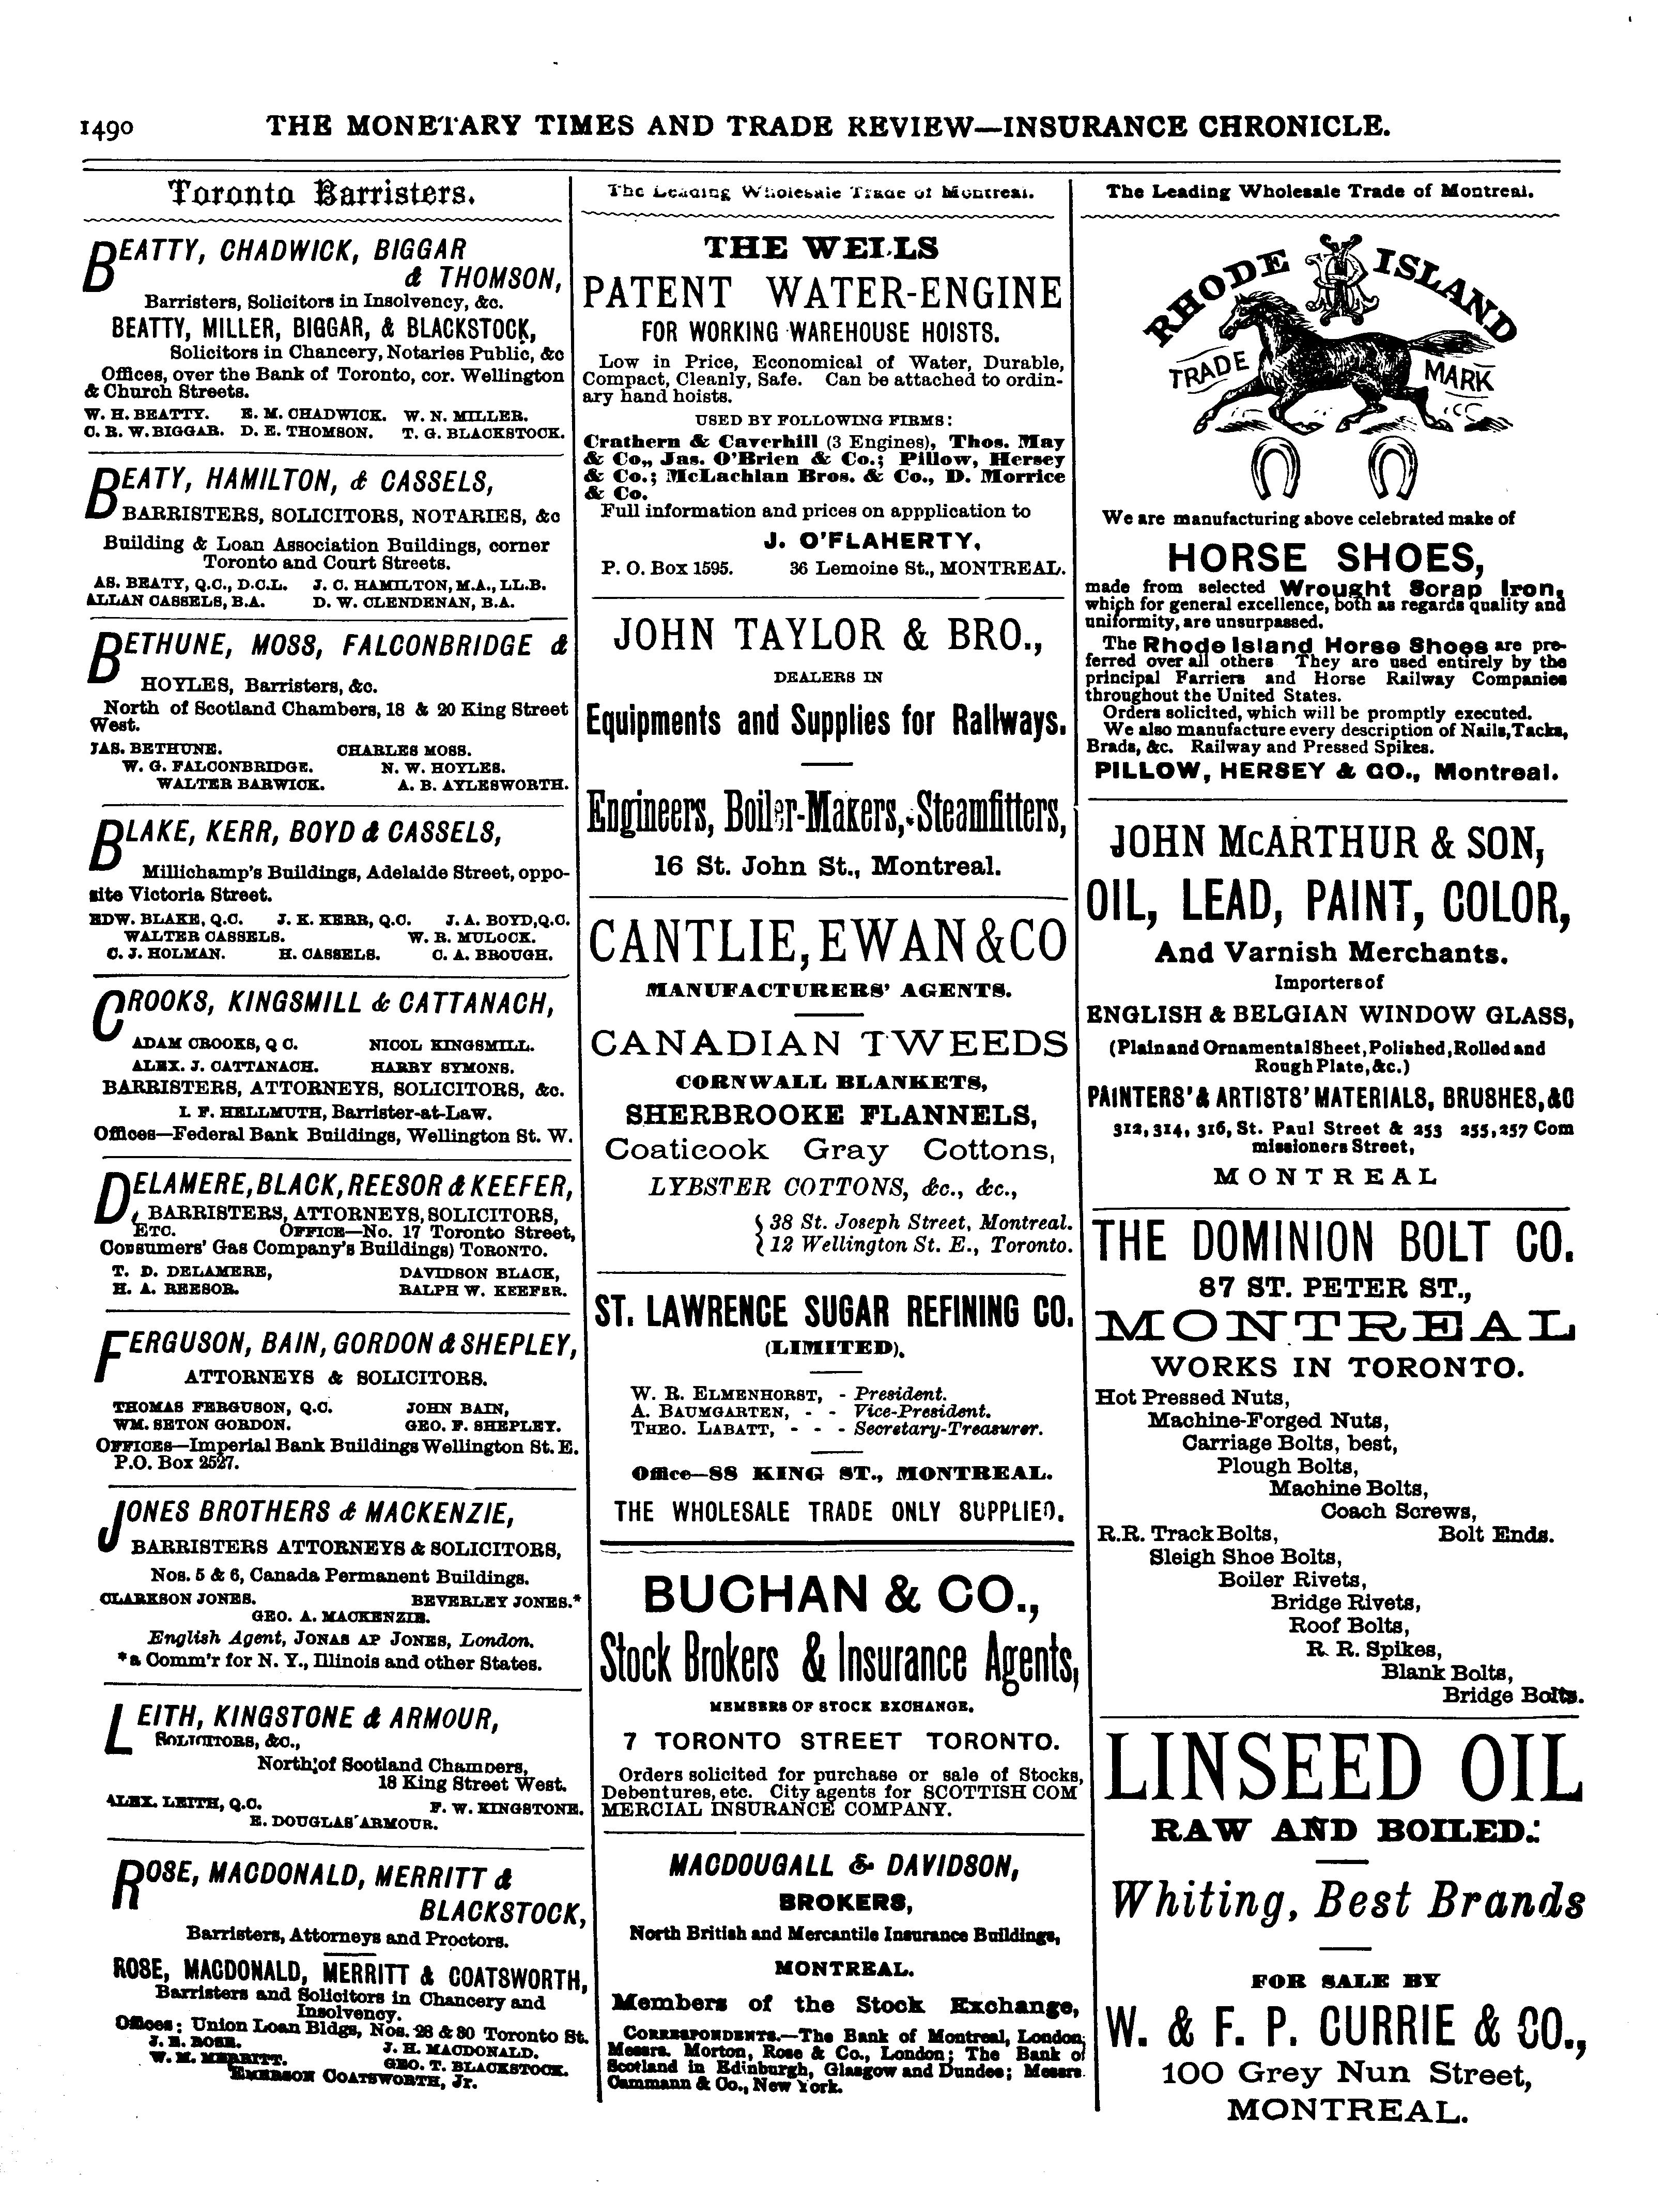 1490
THE MONETARY TIMES AND TRADE REVIEW—INSURANCE CHRONICLE.
Toronto Barristers.
BEATTY, CHADWICK, BIGGAR
& THOMSON,
Barristers, Solicitors in Insolvency, &c.
BEATTY, MILLER, BIGGAR, & BLACKSTOCK,
Solicitors in Chancery, Notaries Public, &c
Offices, over the Bank of Toronto, cor. Wellington
& Church Streets.
W. H. BEATTY. E. M. CHADWICK. W. N. MILLER.
C. R. W. BIGGAR. D. E. THOMSON. T. G. BLACKSTOCK.
BEATY, HAMILTON, & CASSELS,
BARRISTERS, SOLICITORS, NOTARIES, &c
Building & Loan Association Buildings, corner
Toronto and Court Streets.
AS. BEATY, Q.C., D.C.L. J. C. HAMILTON, M.A., LL.B.
ALLAN CASSELS, B.A. D. W. CLENDENAN, B.A.
BETHUNE, MOSS, FALCONBRIDGE &
HOYLES, Barristers, &c.
North of Scotland Chambers, 18 & 20 King Street
West.
JAS. BETHUNE. CHARLES MOSS.
W. G. FALCONBRIDGE. N. W. HOYLES.
WALTER BARWICK. A. B. AYLESWORTH.
BLAKE, KERR, BOYD & CASSELS,
Millichamp's Buildings, Adelaide Street, oppo-
site Victoria Street.
EDW. BLAKE, Q.C. J. K. KERR, Q.C. J. A. BOYD, Q.C.
WALTER CASSELS. W. R. MULOCK.
C. J. HOLMAN. H. CASSELS. C. A. BROUGH.
CROOKS, KINGSMILL & CATTANACH,
ADAM CROOKS, Q C. NICOL KINGSMILL.
ALEX. J. CATTANACH. HARRY SYMONS.
BARRISTERS, ATTORNEYS, SOLICITORS, &c.
I. F. HELLMUTH, Barrister-at-Law.
Offices—Federal Bank Buildings, Wellington St. W.
DELAMERE, BLACK, REESOR & KEEFER,
BARRISTERS, ATTORNEYS, SOLICITORS,
ETC. OFFICE—No. 17 Toronto Street,
Consumers' Gas Company's Buildings) TORONTO.
T. D. DELAMERE, DAVIDSON BLACK,
H. A. REESOR. RALPH W. KEEFER.
FERGUSON, BAIN, GORDON & SHEPLEY,
ATTORNEYS & SOLICITORS.
THOMAS FERGUSON, Q.C. JOHN BAIN,
WM. SETON GORDON. GEO. F. SHEPLEY.
OFFICES—Imperial Bank Buildings Wellington St. E.
P.O. Box 2527.
JONES BROTHERS & MACKENZIE,
BARRISTERS ATTORNEYS & SOLICITORS,
Nos. 5 & 6, Canada Permanent Buildings.
CLARKSON JONES. BEVERLEY JONES.*
GEO. A. MACKENZIE.
English Agent, JONAS AP JONES, London.
*a Comm'r for N. Y., Illinois and other States.
LEITH, KINGSTONE & ARMOUR,
SOLICITORS, &c.,
North of Scotland Chambers,
18 King Street West.
ALEX. LEITH, Q.C. F. W. KINGSTONE.
E. DOUGLAS ARMOUR.
ROSE, MACDONALD, MERRITT &
BLACKSTOCK,
Barristers, Attorneys and Proctors.
ROSE, MACDONALD, MERRITT & COATSWORTH,
Barristers and Solicitors in Chancery and
Insolvency.
Offices: Union Loan Bldgs, Nos. 28 & 30 Toronto St.
J. E. ROSE. J. H. MACDONALD.
W. M. MERRITT. GEO. T. BLACKSTOCK.
EMERSON COATSWORTH, Jr.
The Leading Wholesale Trade of Montreal.
THE WELLS
PATENT WATER-ENGINE
FOR WORKING WAREHOUSE HOISTS.
Low in Price, Economical of Water, Durable,
Compact, Cleanly, Safe. Can be attached to ordin-
ary hand hoists.
USED BY FOLLOWING FIRMS:
Crathern & Caverhill (3 Engines), Thos. May
& Co., Jas. O'Brien & Co.; Pillow, Hersey
& Co.; McLachlan Bros. & Co., D. Morrice
& Co.
Full information and prices on appplication to
J. O'FLAHERTY,
P. O. Box 1595. 36 Lemoine St., MONTREAL.
JOHN TAYLOR & BRO.,
DEALERS IN
Equipments and Supplies for Railways.
Engineers, Boiler-Makers, Steamfitters,
16 St. John St., Montreal.
CANTLIE, EWAN & CO
MANUFACTURERS' AGENTS.
CANADIAN TWEEDS
CORNWALL BLANKETS,
SHERBROOKE FLANNELS,
Coaticook Gray Cottons,
LYBSTER COTTONS, &c., &c.,
38 St. Joseph Street, Montreal.
12 Wellington St. E., Toronto.
ST. LAWRENCE SUGAR REFINING CO.
(LIMITED).
W. R. ELMENHORST, - President.
A. BAUMGARTEN, - - Vice-President.
THEO. LABATT, - - - Secretary-Treasurer.
Office—88 KING ST., MONTREAL.
THE WHOLESALE TRADE ONLY SUPPLIED.
BUCHAN & CO.,
Stock Brokers & Insurance Agents,
MEMBERS OF STOCK EXCHANGE.
7 TORONTO STREET TORONTO.
Orders solicited for purchase or sale of Stocks,
Debentures, etc. City agents for SCOTTISH COM
MERCIAL INSURANCE COMPANY.
MACDOUGALL & DAVIDSON,
BROKERS,
North British and Mercantile Insurance Buildings,
MONTREAL.
Members of the Stock Exchange,
CORRESPONDENTS.—The Bank of Montreal, London;
Messrs. Morton, Rose & Co., London; The Bank of
Scotland in Edinburgh, Glasgow and Dundee; Messrs.
Cammann & Co., New York.
The Leading Wholesale Trade of Montreal.
RHODE ISLAND
TRADE MARK
We are manufacturing above celebrated make of
HORSE SHOES,
made from selected Wrought Scrap Iron,
which for general excellence, both as regards quality and
uniformity, are unsurpassed.
The Rhode Island Horse Shoes are pre-
ferred over all others They are used entirely by the
principal Farriers and Horse Railway Companies
throughout the United States.
Orders solicited, which will be promptly executed.
We also manufacture every description of Nails, Tacks,
Brads, &c. Railway and Pressed Spikes.
PILLOW, HERSEY & CO., Montreal.
JOHN McARTHUR & SON,
OIL, LEAD, PAINT, COLOR,
And Varnish Merchants.
Importers of
ENGLISH & BELGIAN WINDOW GLASS,
(Plain and Ornamental Sheet, Polished, Rolled and
Rough Plate, &c.)
PAINTERS' & ARTISTS' MATERIALS, BRUSHES, &C
312, 314, 316, St. Paul Street & 253 255, 257 Com
missioners Street,
MONTREAL
THE DOMINION BOLT CO.
87 ST. PETER ST.,
MONTREAL
WORKS IN TORONTO.
Hot Pressed Nuts,
Machine-Forged Nuts,
Carriage Bolts, best,
Plough Bolts,
Machine Bolts,
Coach Screws,
R.R. Track Bolts, Bolt Ends.
Sleigh Shoe Bolts,
Boiler Rivets,
Bridge Rivets,
Roof Bolts,
R. R. Spikes,
Blank Bolts,
Bridge Bolts.
LINSEED OIL
RAW AND BOILED.
Whiting, Best Brands
FOR SALE BY
W. & F. P. CURRIE & CO.,
100 Grey Nun Street,
MONTREAL.